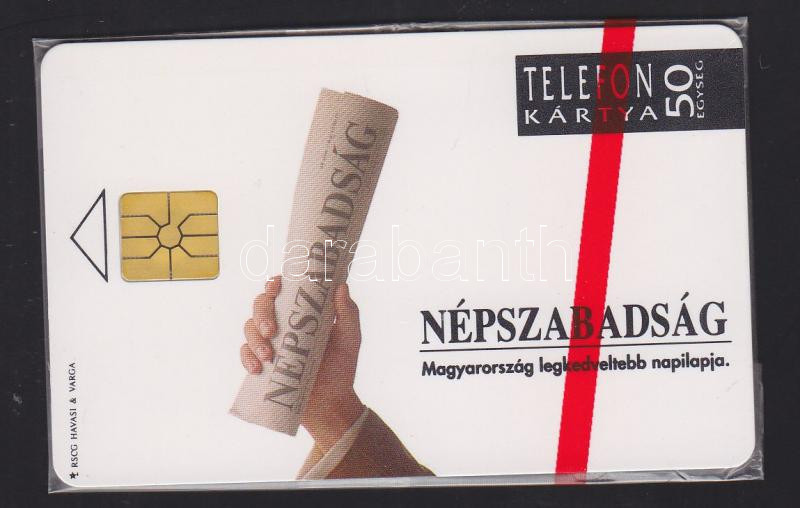 TELEFON
KÁRTYA
50
EGYSÉG
NÉPSZABADSÁG
darabanth
NÉPSZABADSÁG
Magyarország legkedveltebb napilapja.
RSCG HAVASI & VARGA